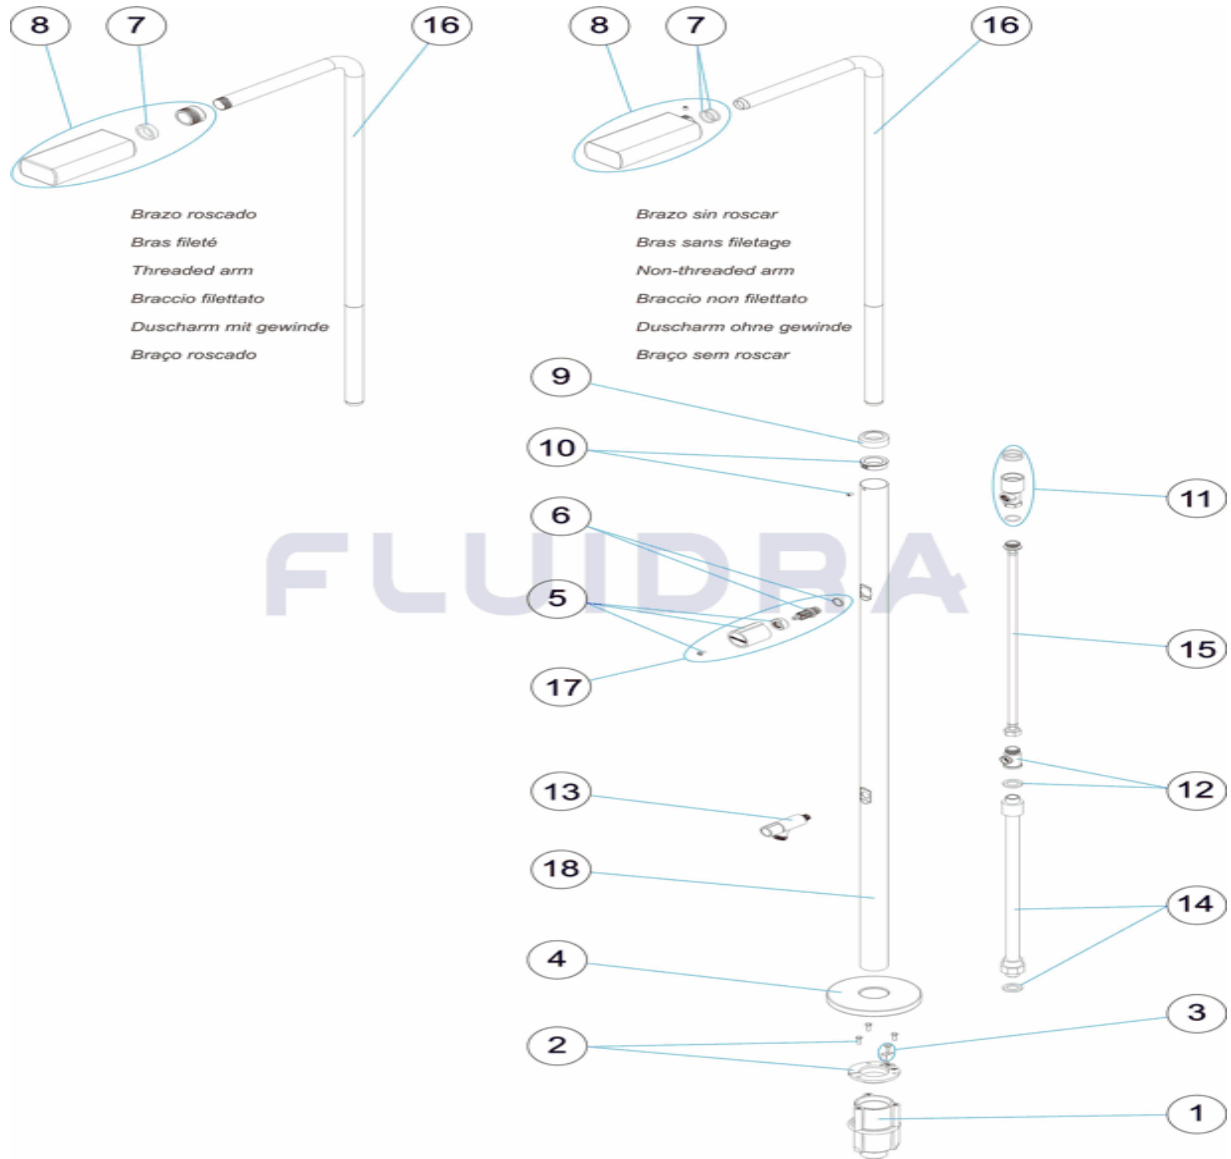 8
7
16
8
7
16
Brazo roscado
Bras fileté
Threaded arm
Braccio filettato
Duscharm mit gewinde
Braço roscado
Brazo sin roscar
Bras sans filetage
Non-threaded arm
Braccio non filettato
Duscharm ohne gewinde
Braço sem roscar
9
10
11
6
FLUIDRA
5
15
17
13
12
18
14
4
3
2
1